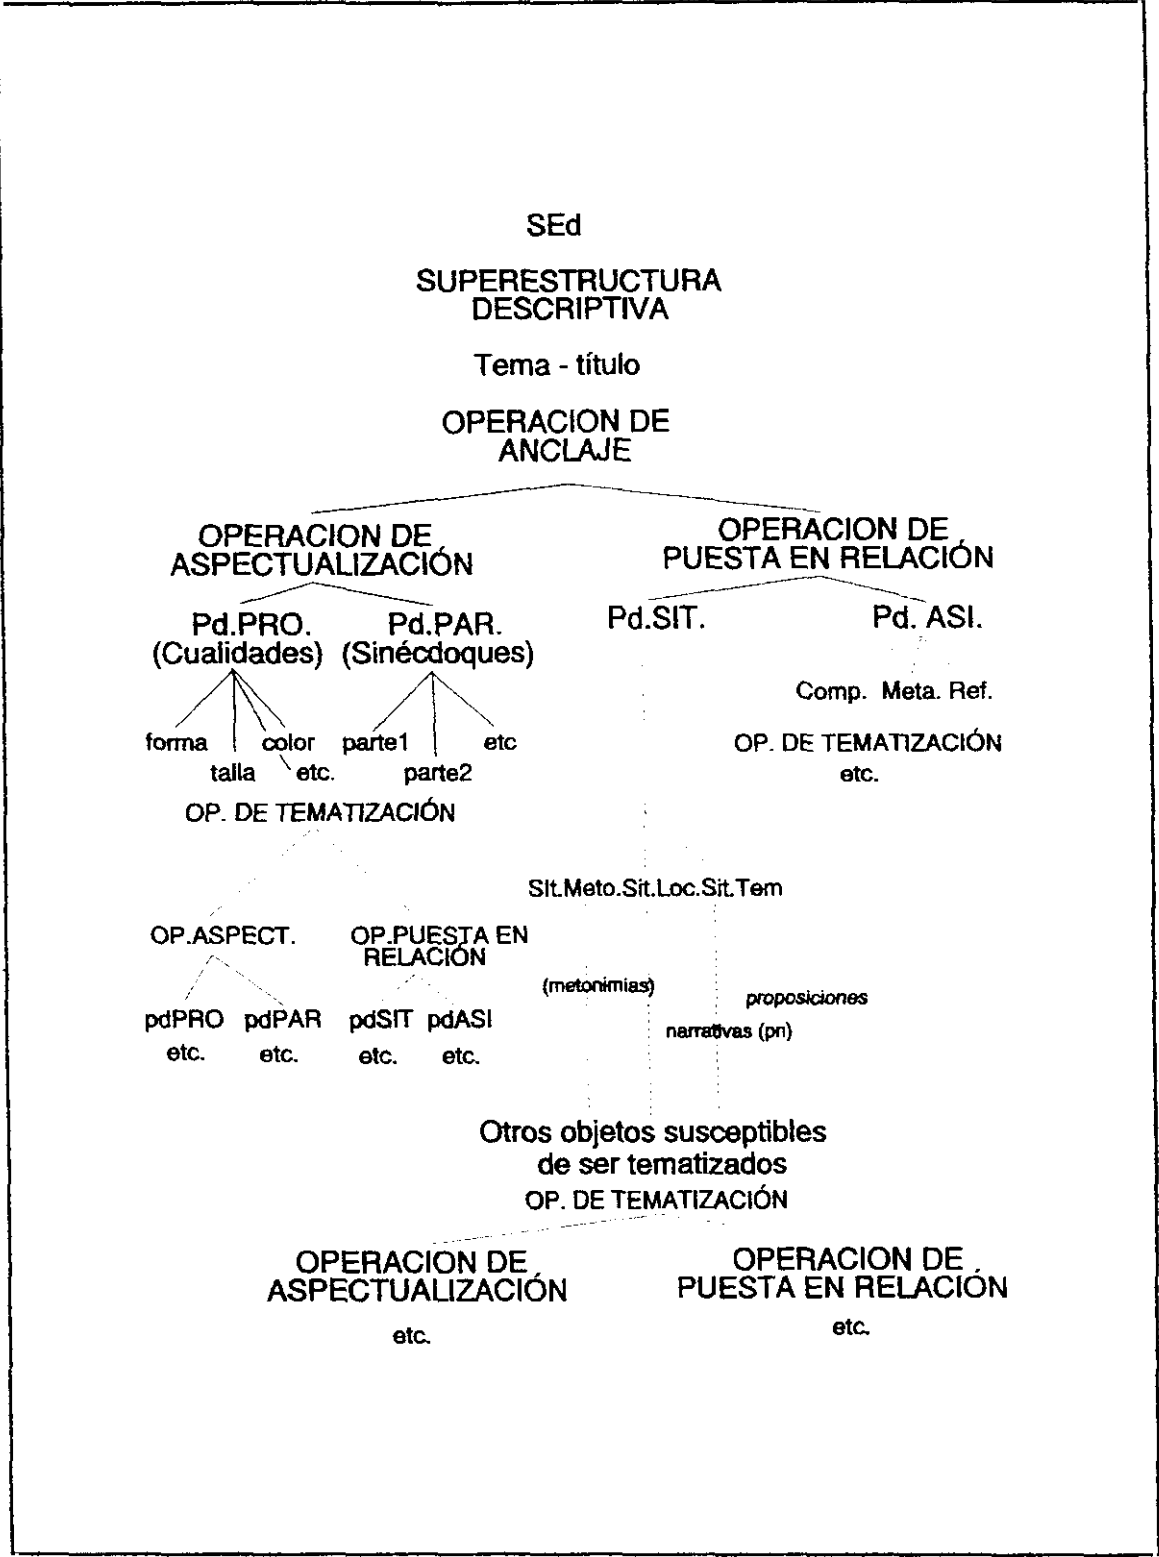 SEd
SUPERESTRUCTURA
DESCRIPTIVA
Tema - título
OPERACION DE
ANCLAJE
OPERACION DE
ASPECTUALIZACIÓN
OPERACION DE
PUESTA EN RELACIÓN
Pd.PRO.
(Cualidades)
Pd.PAR.
(Sinécdoques)
Pd.SIT.
Pd. ASI.
Comp. Meta. Ref.
forma
color
talla
etc.
parte1
etc
parte2
OP. DE TEMATIZACIÓN
etc.
OP. DE TEMATIZACIÓN
Sit.Meto.Sit.Loc.Sit.Tem
OP.ASPECT.
OP.PUESTA EN
RELACIÓN
(metonimias)
proposiciones
narrativas (pn)
pdPRO pdPAR pdSIT pdASI
etc. etc. etc. etc.
Otros objetos susceptibles
de ser tematizados
OP. DE TEMATIZACIÓN
OPERACION DE
ASPECTUALIZACIÓN
etc.
OPERACION DE
PUESTA EN RELACIÓN
etc.